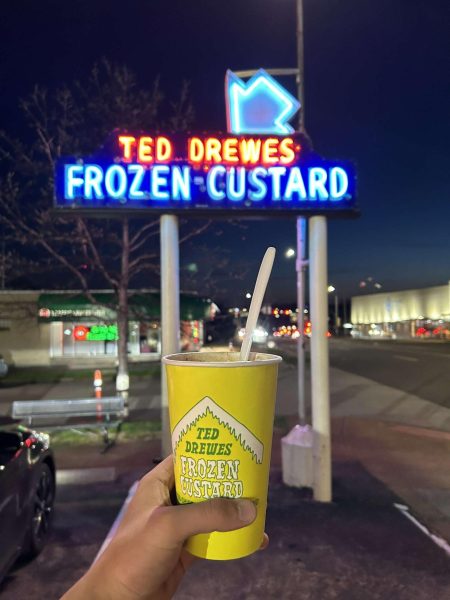 TED DREWES
FROZEN-CUSTARD
TED
DREWES
FROZEN
CUSTARD